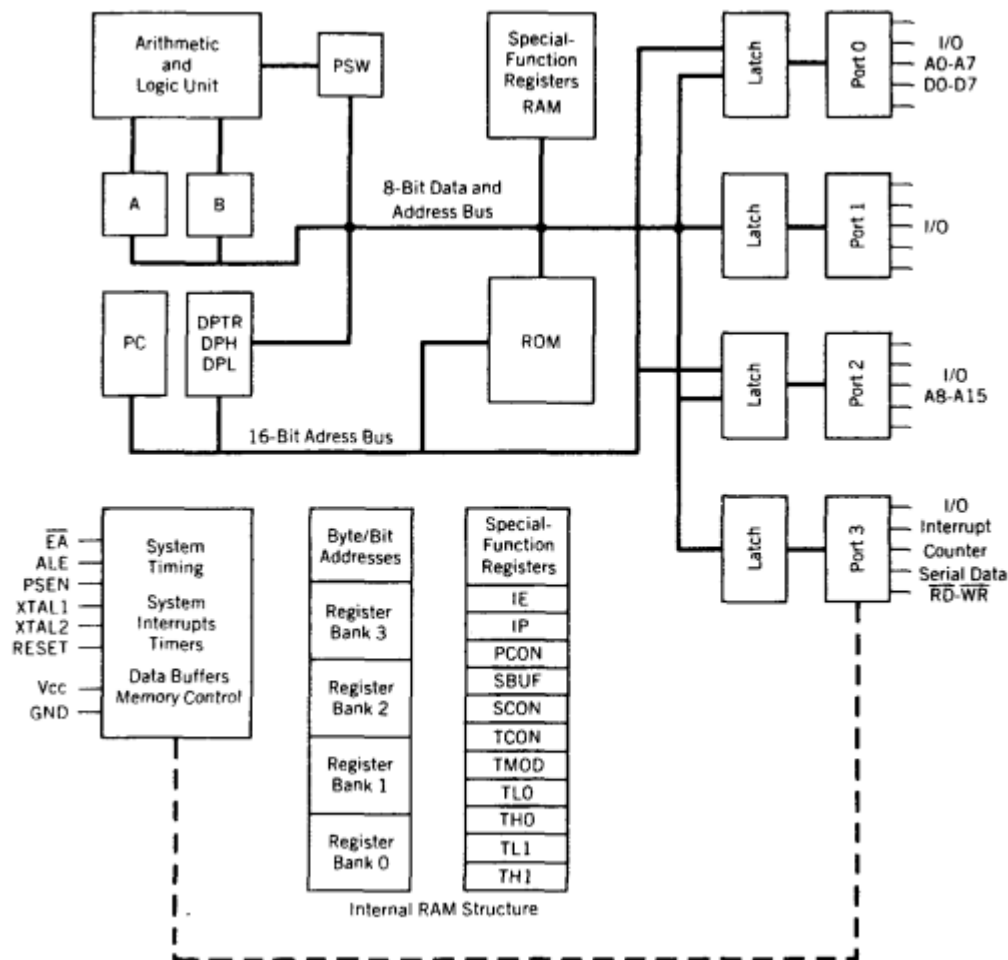 Arithmetic
and
Logic Unit
PSW
Special-
Function
Registers
RAM
Latch
Port 0
I/O
A0-A7
D0-D7
A
B
8-Bit Data and
Address Bus
Latch
Port 1
I/O
PC
DPTR
DPH
DPL
ROM
Latch
Port 2
I/O
A8-A15
16-Bit Adress Bus
EA
ALE
PSEN
XTAL1
XTAL2
RESET
Vcc
GND
System
Timing
System
Interrupts
Timers
Data Buffers
Memory Control
Byte/Bit
Addresses
Register
Bank 3
Register
Bank 2
Register
Bank 1
Register
Bank 0
Special-
Function
Registers
IE
IP
PCON
SBUF
SCON
TCON
TMOD
TL0
TH0
TL1
TH1
Internal RAM Structure
Latch
Port 3
I/O
Interrupt
Counter
Serial Data
RD-WR